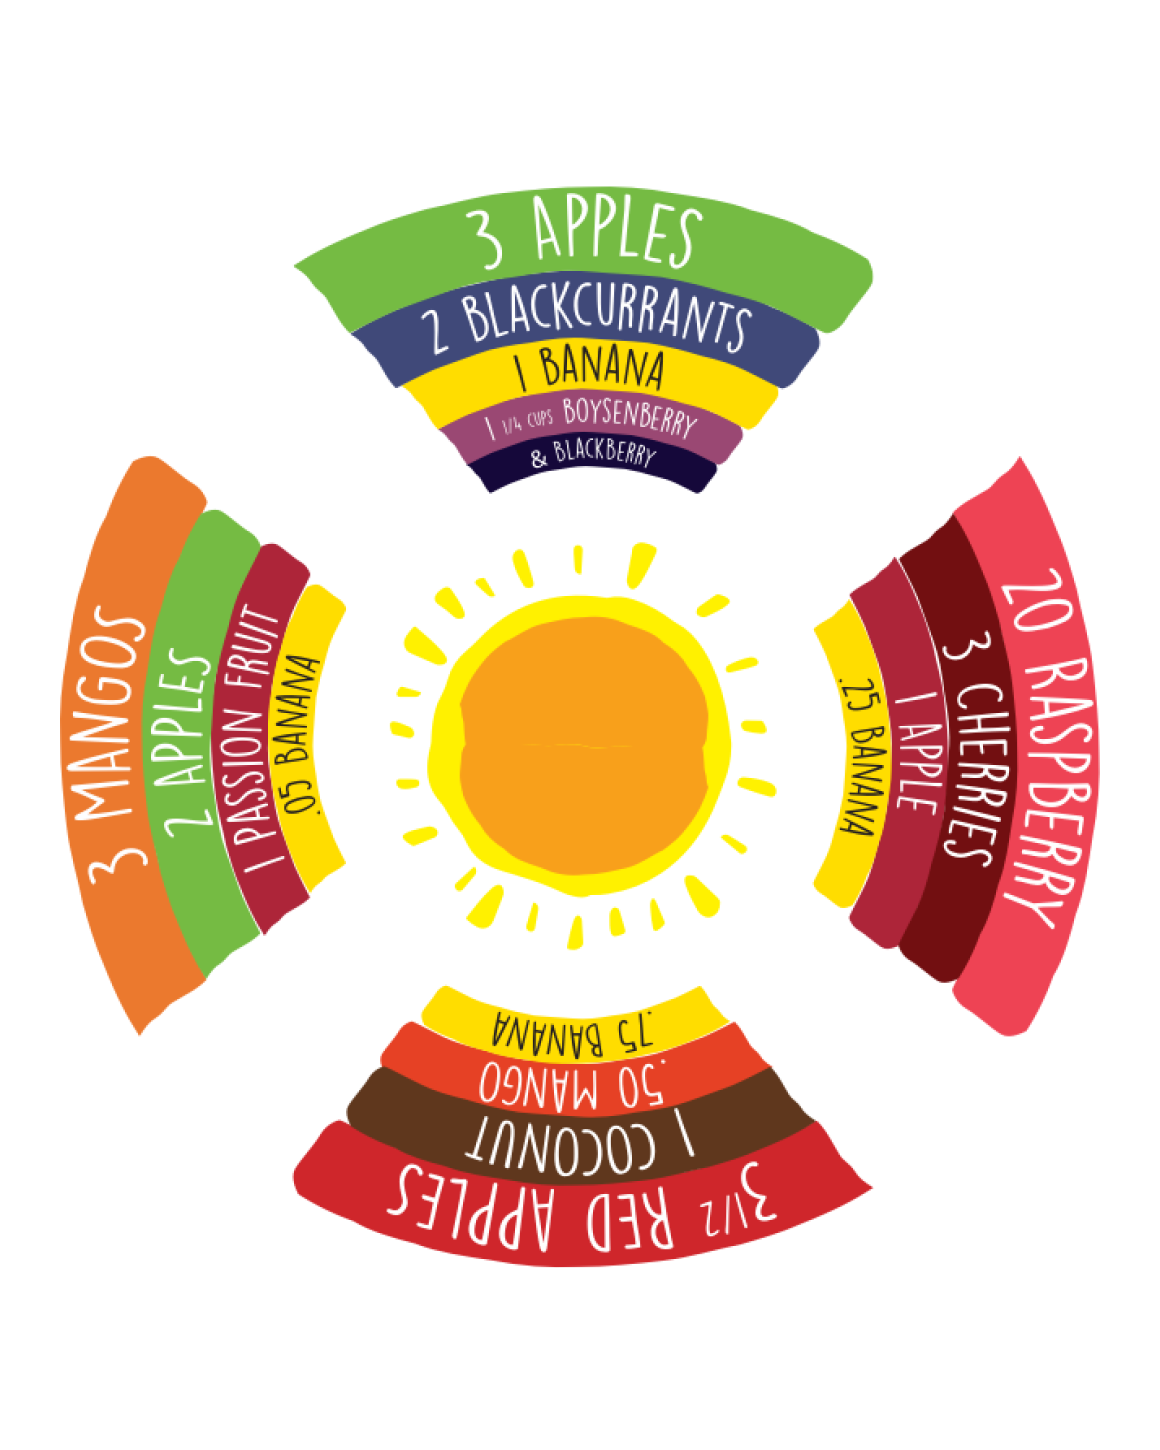 3 APPLES
2 BLACKCURRANTS
1 BANANA
1 1/4 CUPS BOYSENBERRY
& BLACKBERRY
3 MANGOS
2 APPLES
1 PASSION FRUIT
.05 BANANA
20 RASPBERRY
3 CHERRIES
1 APPLE
.25 BANANA
.75 BANANA
.50 MANGO
1 COCONUT
3 1/2 RED APPLES